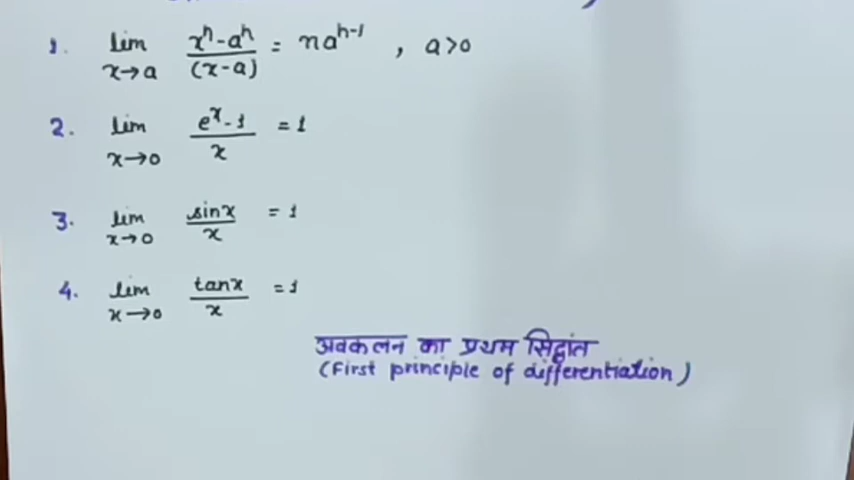 1. lim x→a (xⁿ-aⁿ)/(x-a) = naⁿ⁻¹ , a>0
2. lim x→0 (eˣ-1)/x = 1
3. lim x→0 sinx/x = 1
4. lim x→0 tanx/x = 1
अवकलन का प्रथम सिद्धांत
(First principle of differentiation)